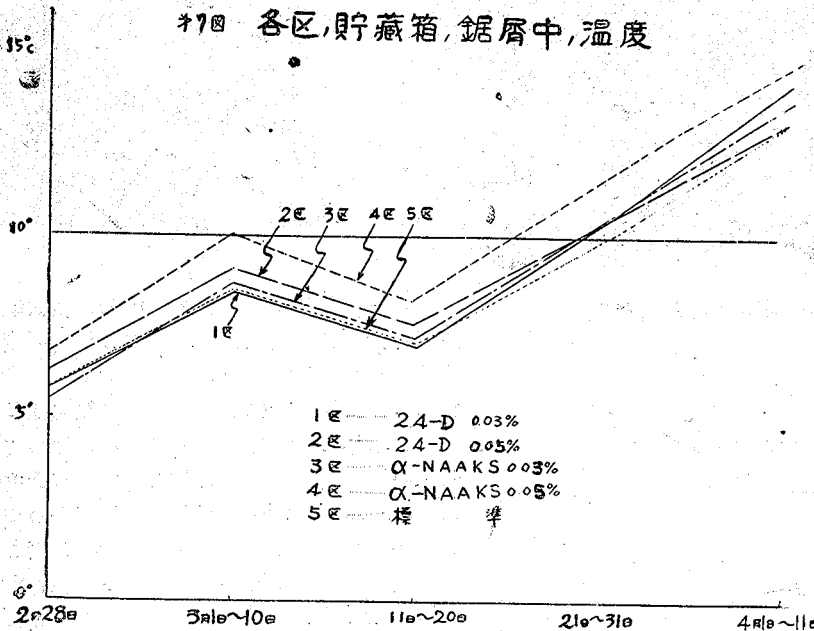 第7図 各区,貯蔵箱,鋸屑中,温度
15°c
10°
5°
0°
2区 3区 4区 5区
1区
1区 2.4-D 0.03%
2区 2.4-D 0.05%
3区 α-NAAKS 0.03%
4区 α-NAAKS 0.05%
5区 標 準
2月28日 3月1日~10日 11日~20日 21日~31日 4月1日~11日